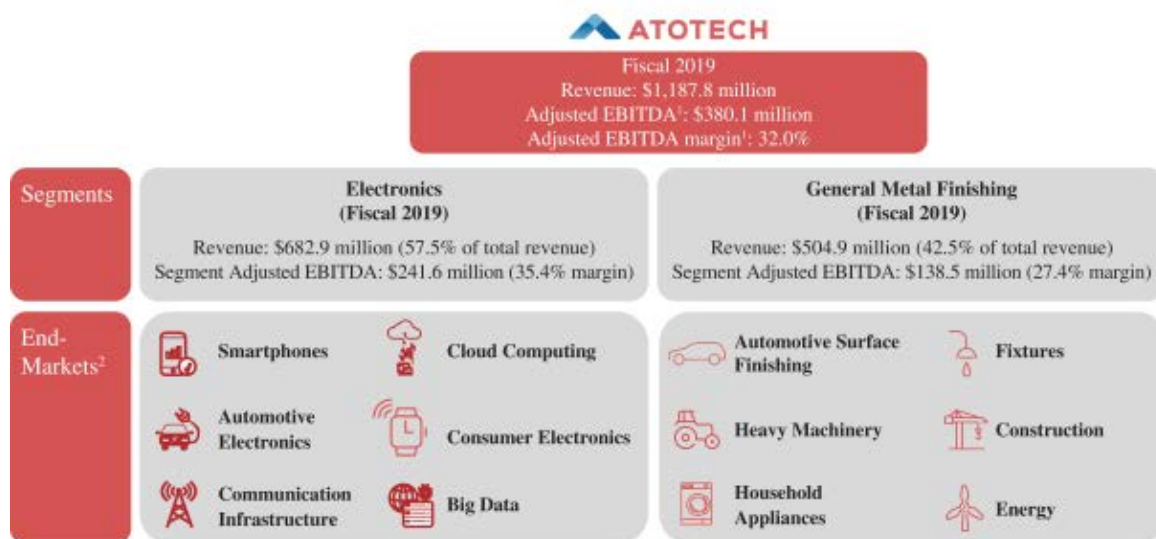 ATOTECH
Fiscal 2019
Revenue: $1,187.8 million
Adjusted EBITDA¹: $380.1 million
Adjusted EBITDA margin¹: 32.0%
Segments
Electronics
(Fiscal 2019)
Revenue: $682.9 million (57.5% of total revenue)
Segment Adjusted EBITDA: $241.6 million (35.4% margin)
General Metal Finishing
(Fiscal 2019)
Revenue: $504.9 million (42.5% of total revenue)
Segment Adjusted EBITDA: $138.5 million (27.4% margin)
End-
Markets²
Smartphones
Cloud Computing
Automotive
Electronics
Consumer Electronics
Communication
Infrastructure
Big Data
Automotive Surface
Finishing
Fixtures
Heavy Machinery
Construction
Household
Appliances
Energy